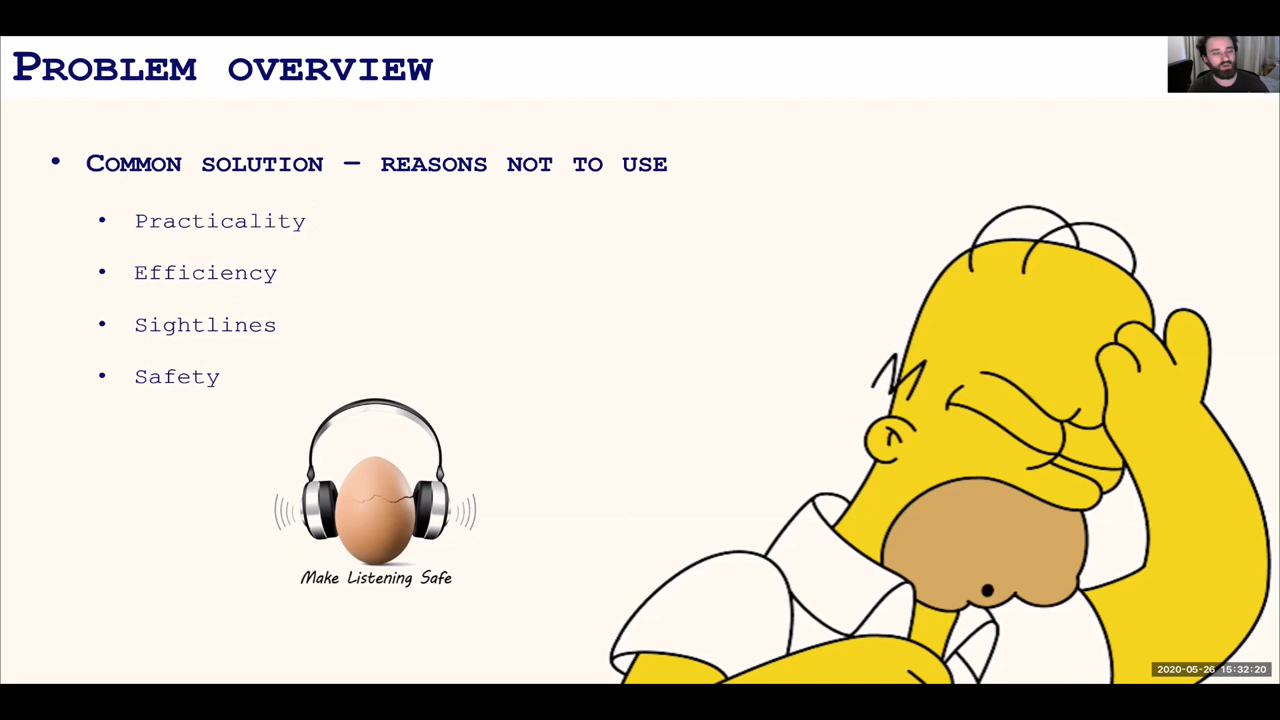 Problem overview
• Common solution – reasons not to use
• Practicality
• Efficiency
• Sightlines
• Safety
Make Listening Safe
2020-05-26 15:32:20